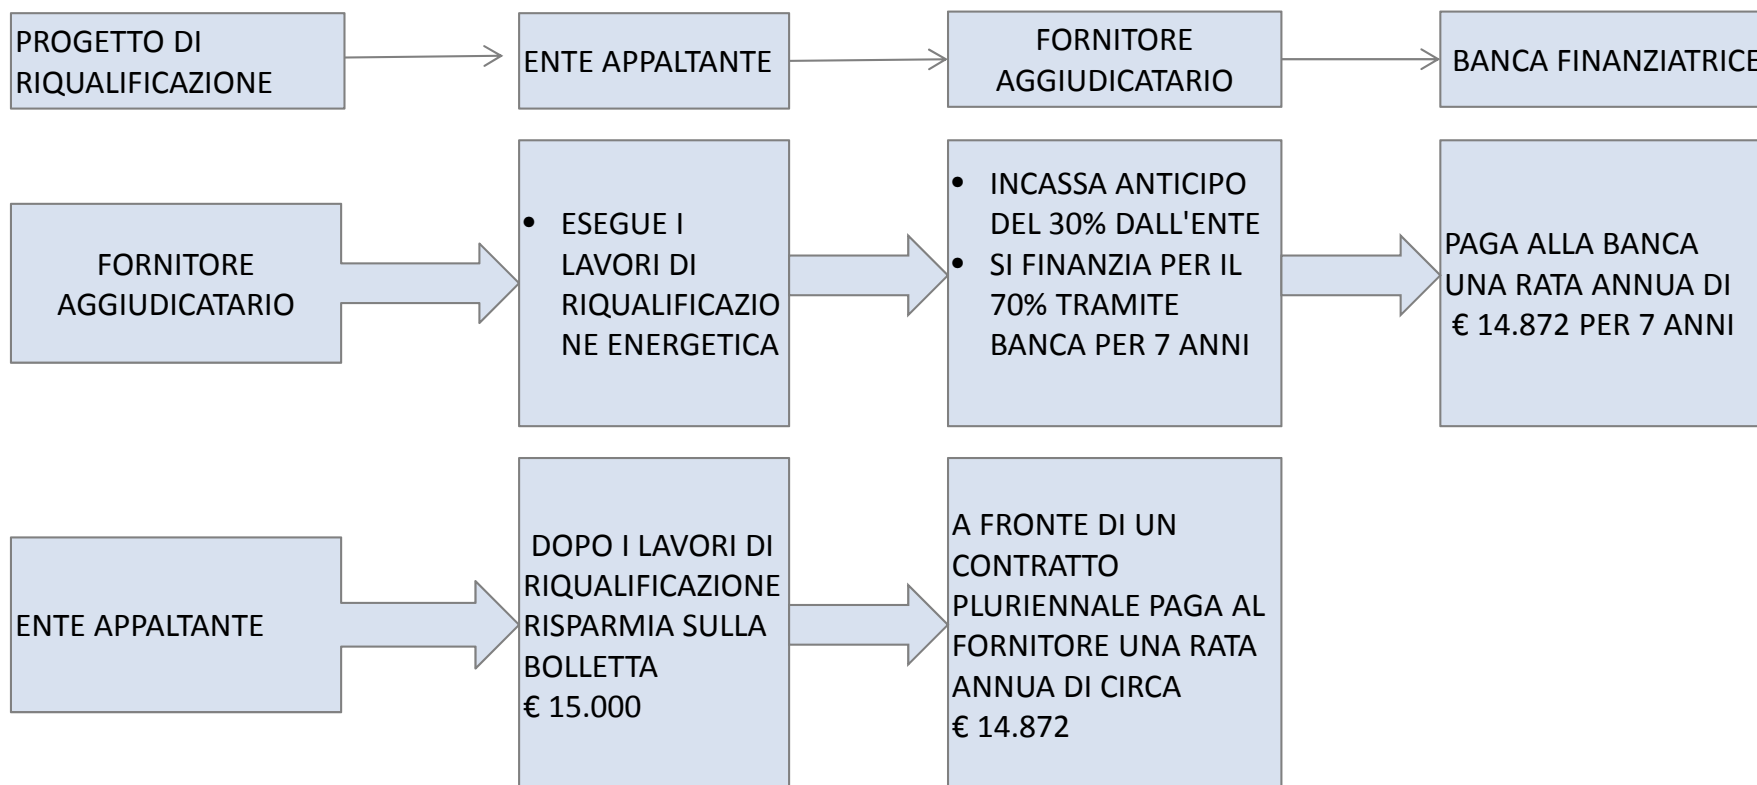 PROGETTO DI
RIQUALIFICAZIONE
ENTE APPALTANTE
FORNITORE
AGGIUDICATARIO
BANCA FINANZIATRICE
FORNITORE
AGGIUDICATARIO
• ESEGUE I
LAVORI DI
RIQUALIFICAZIO
NE ENERGETICA
• INCASSA ANTICIPO
DEL 30% DALL'ENTE
• SI FINANZIA PER IL
70% TRAMITE
BANCA PER 7 ANNI
PAGA ALLA BANCA
UNA RATA ANNUA DI
€ 14.872 PER 7 ANNI
ENTE APPALTANTE
DOPO I LAVORI DI
RIQUALIFICAZIONE
RISPARMIA SULLA
BOLLETTA
€ 15.000
A FRONTE DI UN
CONTRATTO
PLURIENNALE PAGA AL
FORNITORE UNA RATA
ANNUA DI CIRCA
€ 14.872